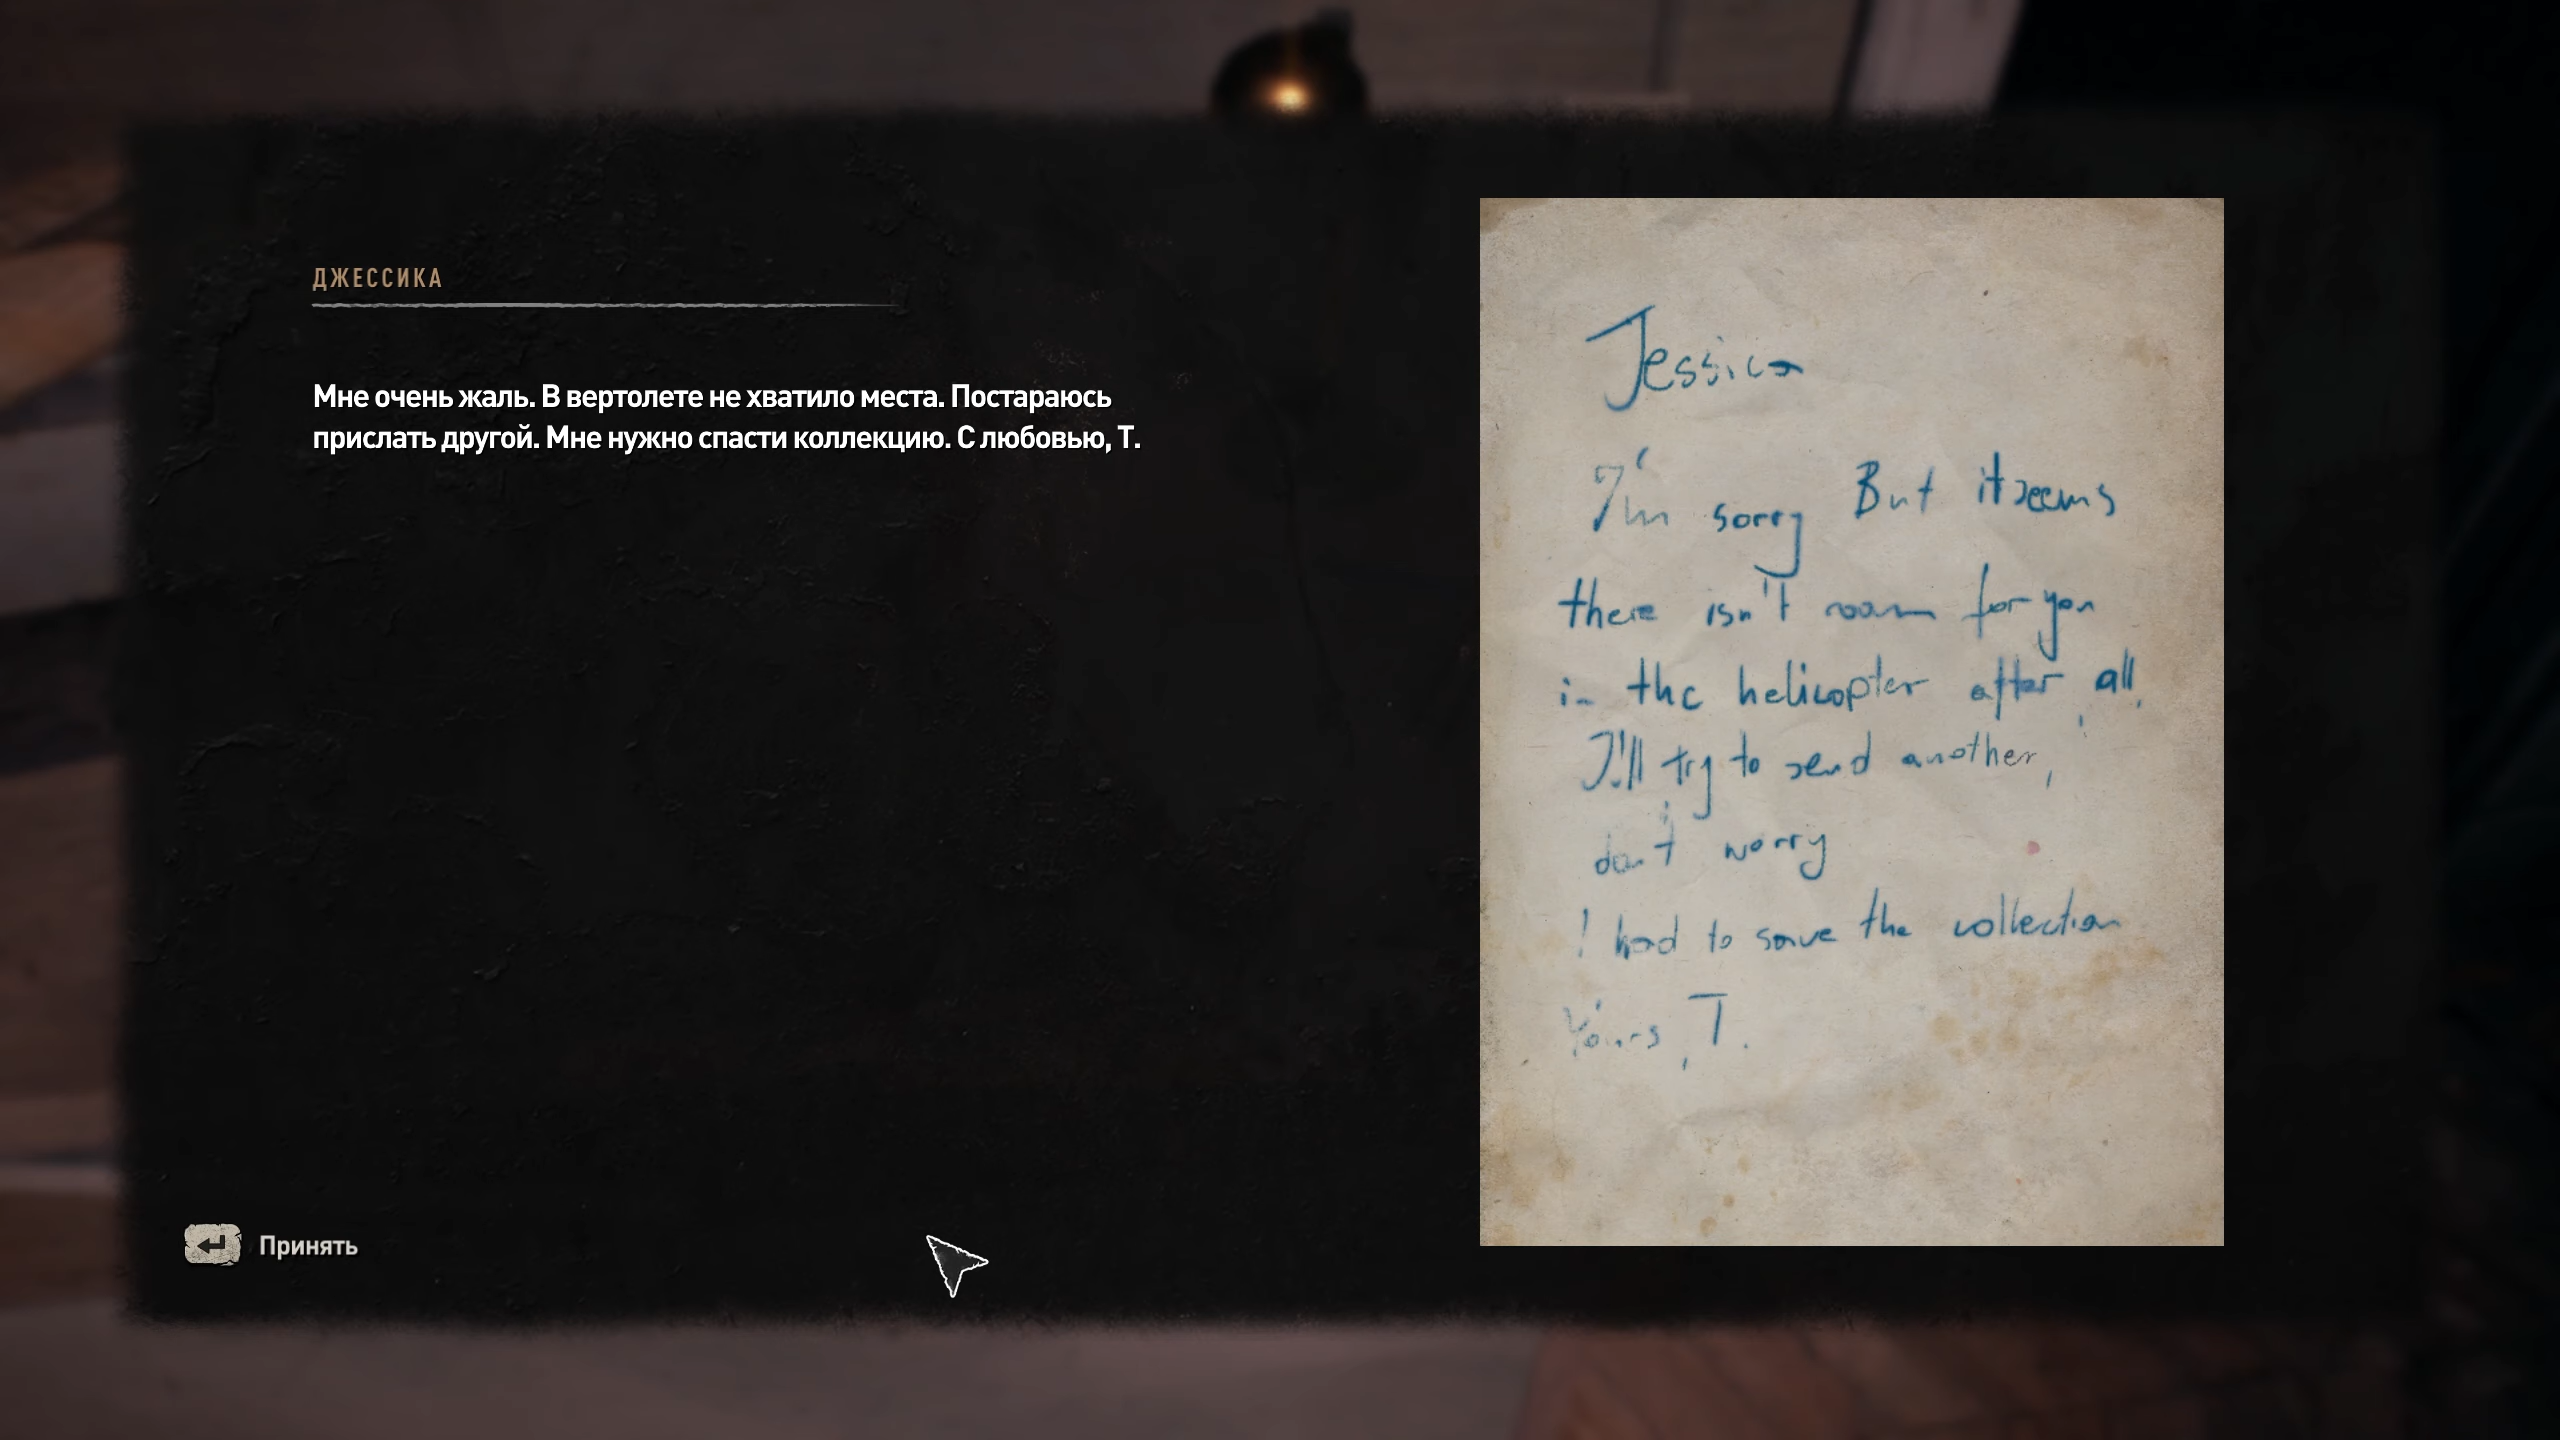 ДЖЕССИКА
Мне очень жаль. В вертолете не хватило места. Постараюсь
прислать другой. Мне нужно спасти коллекцию. С любовью, Т.
Принять
Jessica
I'm sorry But it seems
there isn't room for you
in the helicopter after all,
I'll try to send another,
don't worry
I had to save the collection
Yours, T.